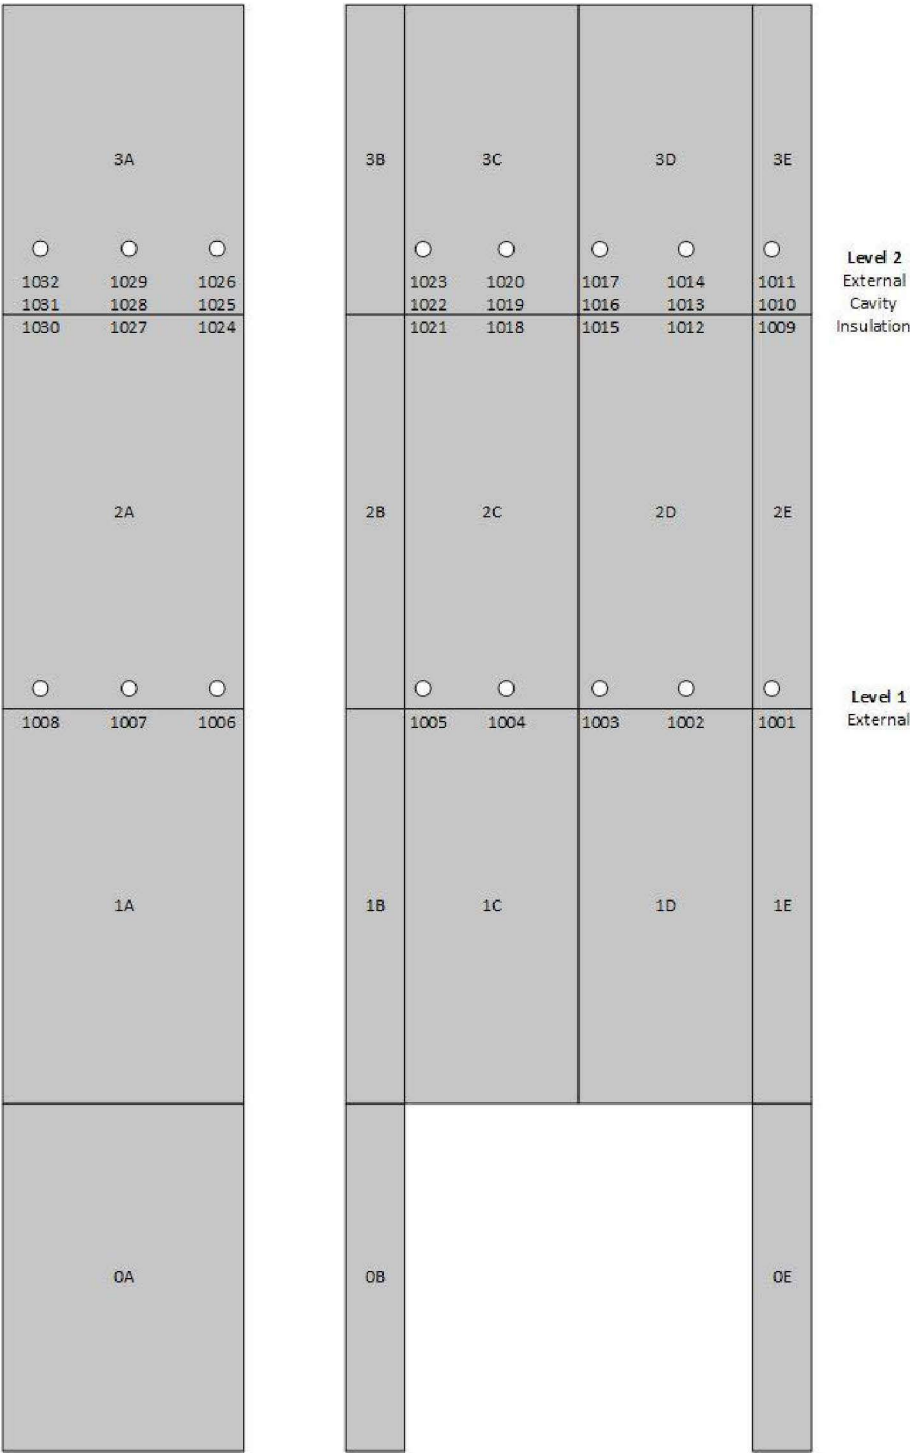 3A 3B 3C 3D 3E
Level 2
1032 1029 1026 1023 1020 1017 1014 1011 External
1031 1028 1025 1022 1019 1016 1013 1010 Cavity
1030 1027 1024 1021 1018 1015 1012 1009 Insulation
2A 2B 2C 2D 2E
Level 1
1008 1007 1006 1005 1004 1003 1002 1001 External
1A 1B 1C 1D 1E
0A 0B 0E